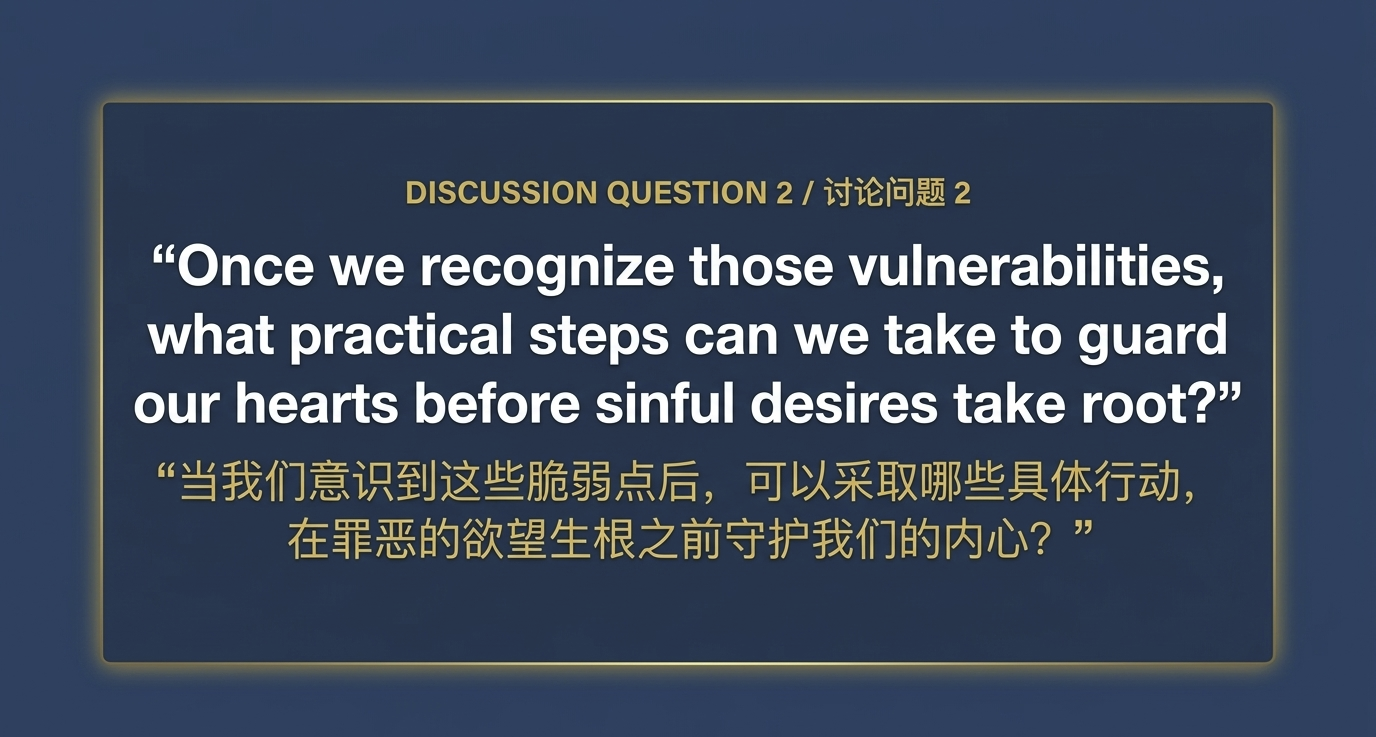 DISCUSSION QUESTION 2 / 讨论问题 2
“Once we recognize those vulnerabilities,
what practical steps can we take to guard
our hearts before sinful desires take root?”
“当我们意识到这些脆弱点后，可以采取哪些具体行动，
在罪恶的欲望生根之前守护我们的内心？”